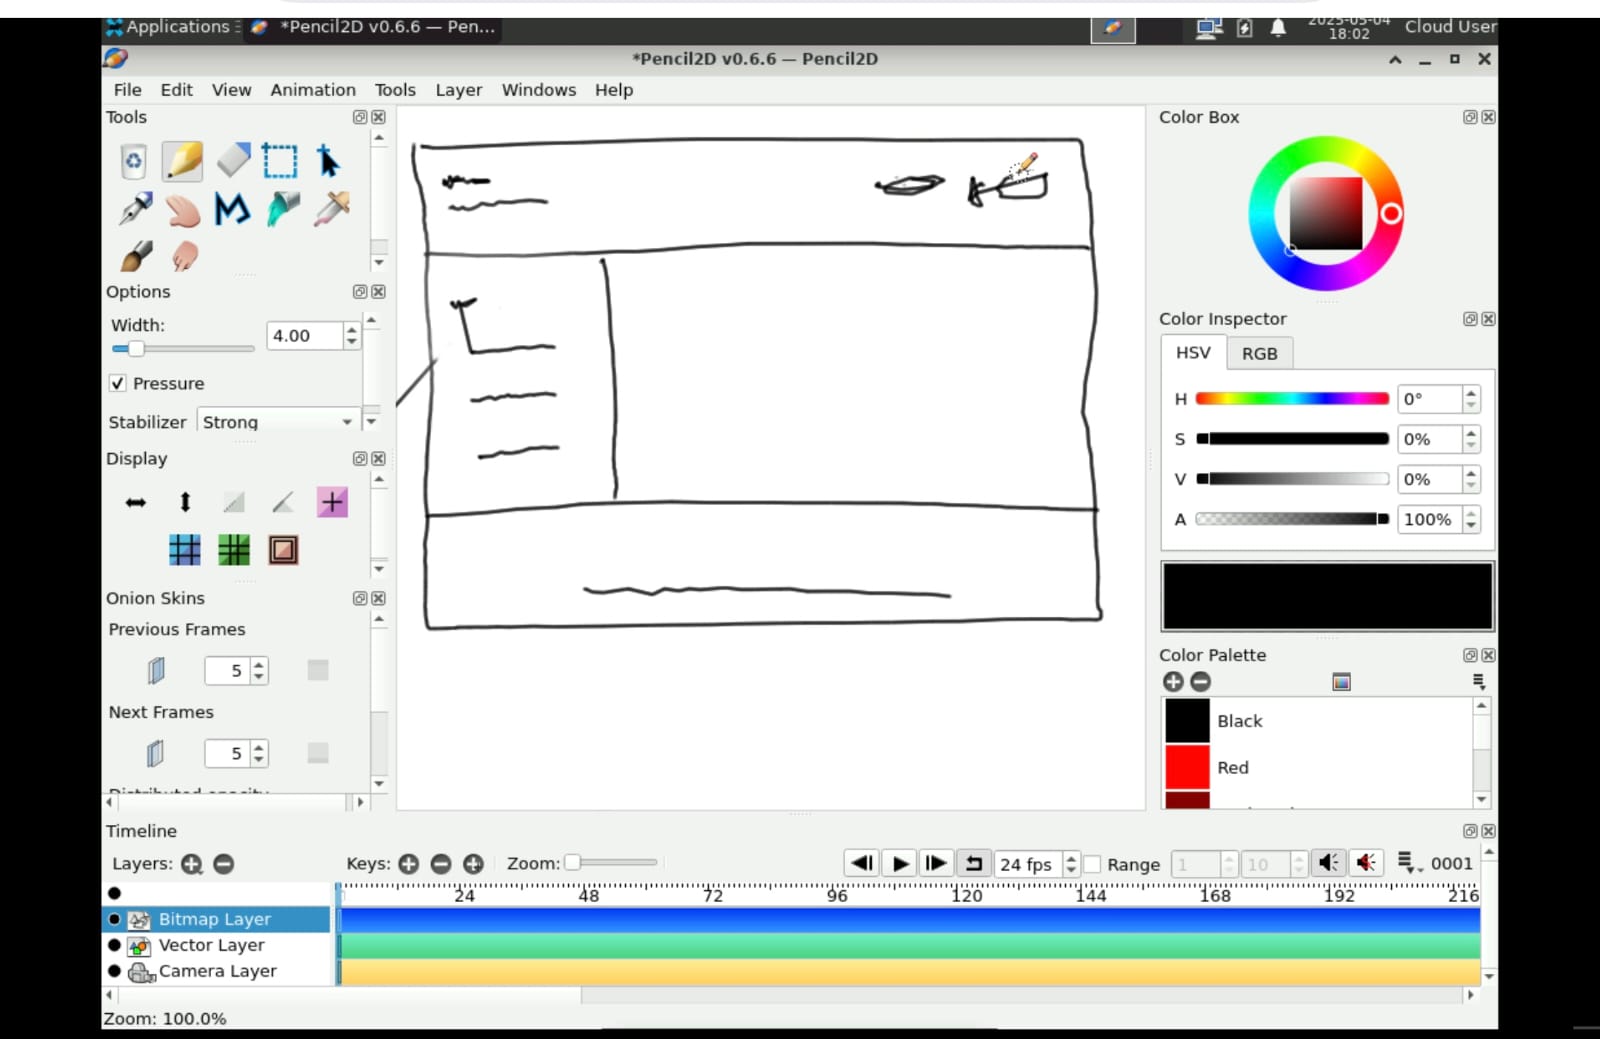 Applications
*Pencil2D v0.6.6 — Pen...
2025-05-04
18:02
Cloud User
*Pencil2D v0.6.6 — Pencil2D
File Edit View Animation Tools Layer Windows Help
Tools
Options
Width:
4.00
Pressure
Stabilizer Strong
Display
Onion Skins
Previous Frames
5
Next Frames
5
Distributed opacity
Color Box
Color Inspector
HSV RGB
H 0°
S 0%
V 0%
A 100%
Color Palette
Black
Red
Timeline
Layers: Keys: Zoom: 24 fps Range 1 10 0001
24 48 72 96 120 144 168 192 216
Bitmap Layer
Vector Layer
Camera Layer
Zoom: 100.0%